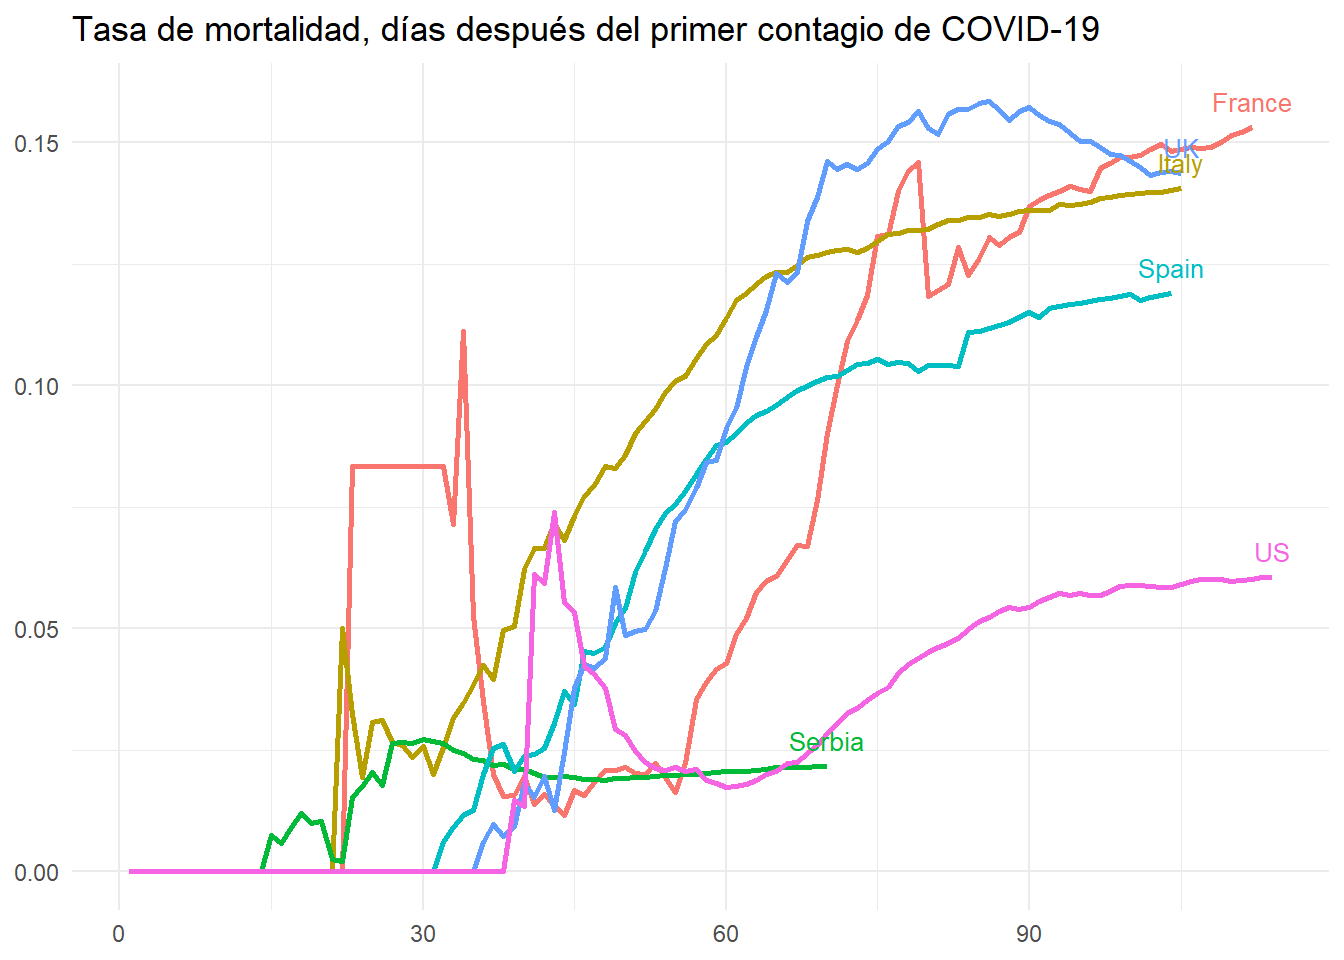 Tasa de mortalidad, días después del primer contagio de COVID-19
0.15
0.10
0.05
0.00
France
UK
Italy
Spain
US
Serbia
0
30
60
90